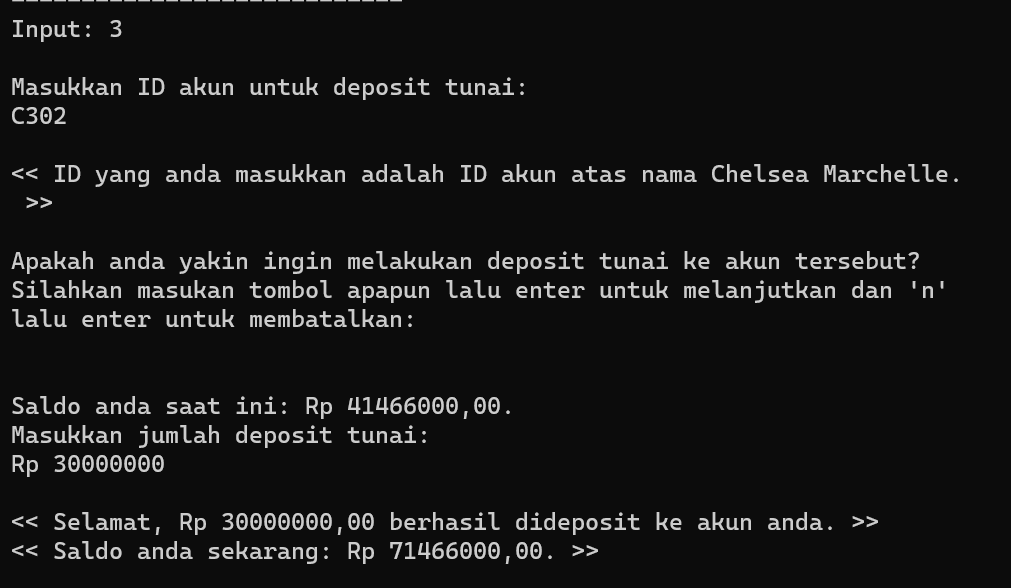 Input: 3
Masukkan ID akun untuk deposit tunai:
C302
<< ID yang anda masukkan adalah ID akun atas nama Chelsea Marchelle.
>>
Apakah anda yakin ingin melakukan deposit tunai ke akun tersebut?
Silahkan masukan tombol apapun lalu enter untuk melanjutkan dan 'n'
lalu enter untuk membatalkan:
Saldo anda saat ini: Rp 41466000,00.
Masukkan jumlah deposit tunai:
Rp 30000000
<< Selamat, Rp 30000000,00 berhasil dideposit ke akun anda. >>
<< Saldo anda sekarang: Rp 71466000,00. >>